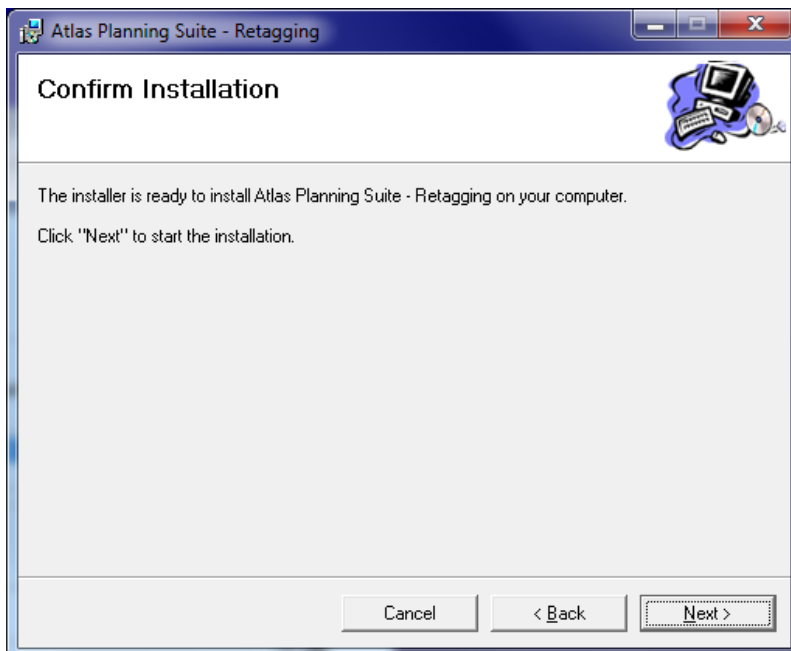 Atlas Planning Suite - Retagging
Confirm Installation
The installer is ready to install Atlas Planning Suite - Retagging on your computer.
Click "Next" to start the installation.
Cancel
< Back
Next >